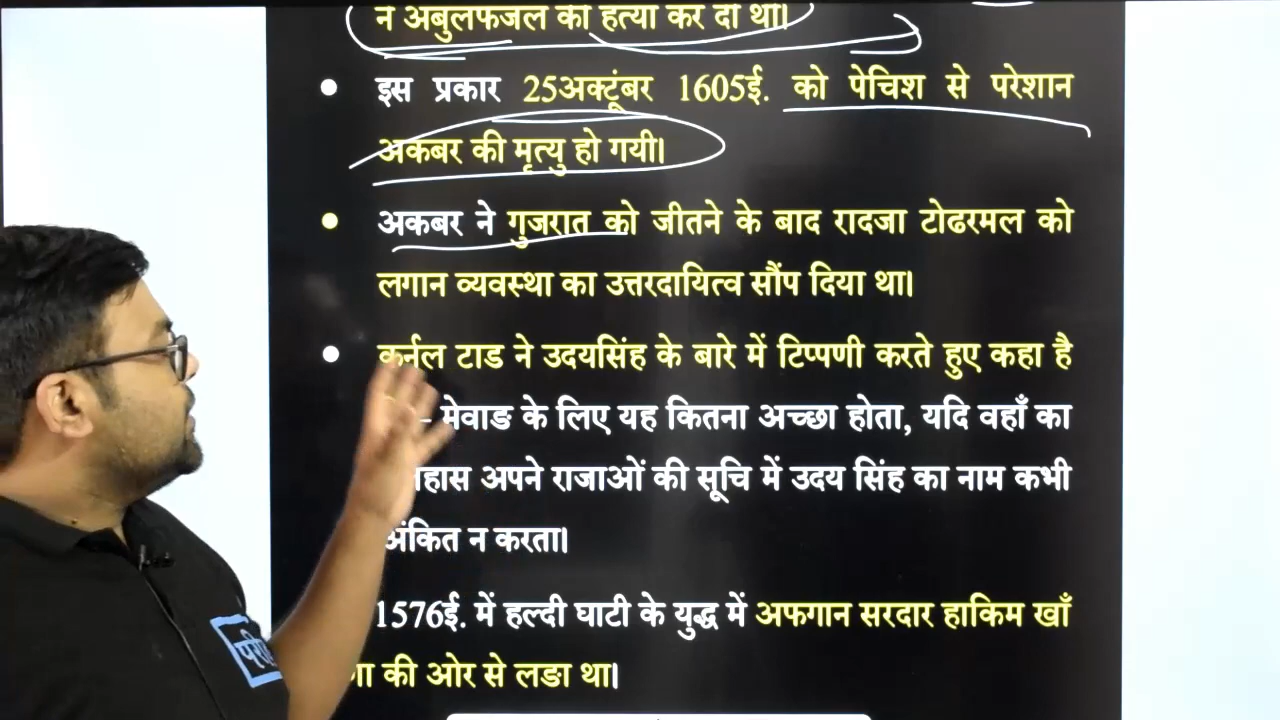 ने अबुलफजल की हत्या कर दी थी।
इस प्रकार 25अक्टूंबर 1605ई. को पेचिश से परेशान
अकबर की मृत्यु हो गयी।
अकबर ने गुजरात को जीतने के बाद रादजा टोढरमल को
लगान व्यवस्था का उत्तरदायित्व सौंप दिया था।
कर्नल टाड ने उदयसिंह के बारे में टिप्पणी करते हुए कहा है
– मेवाङ के लिए यह कितना अच्छा होता, यदि वहाँ का
अपने राजाओं की सूचि में उदय सिंह का नाम कभी
अंकित न करता।
1576ई. में हल्दी घाटी के युद्ध में अफगान सरदार हाकिम खाँ
की ओर से लङा था।